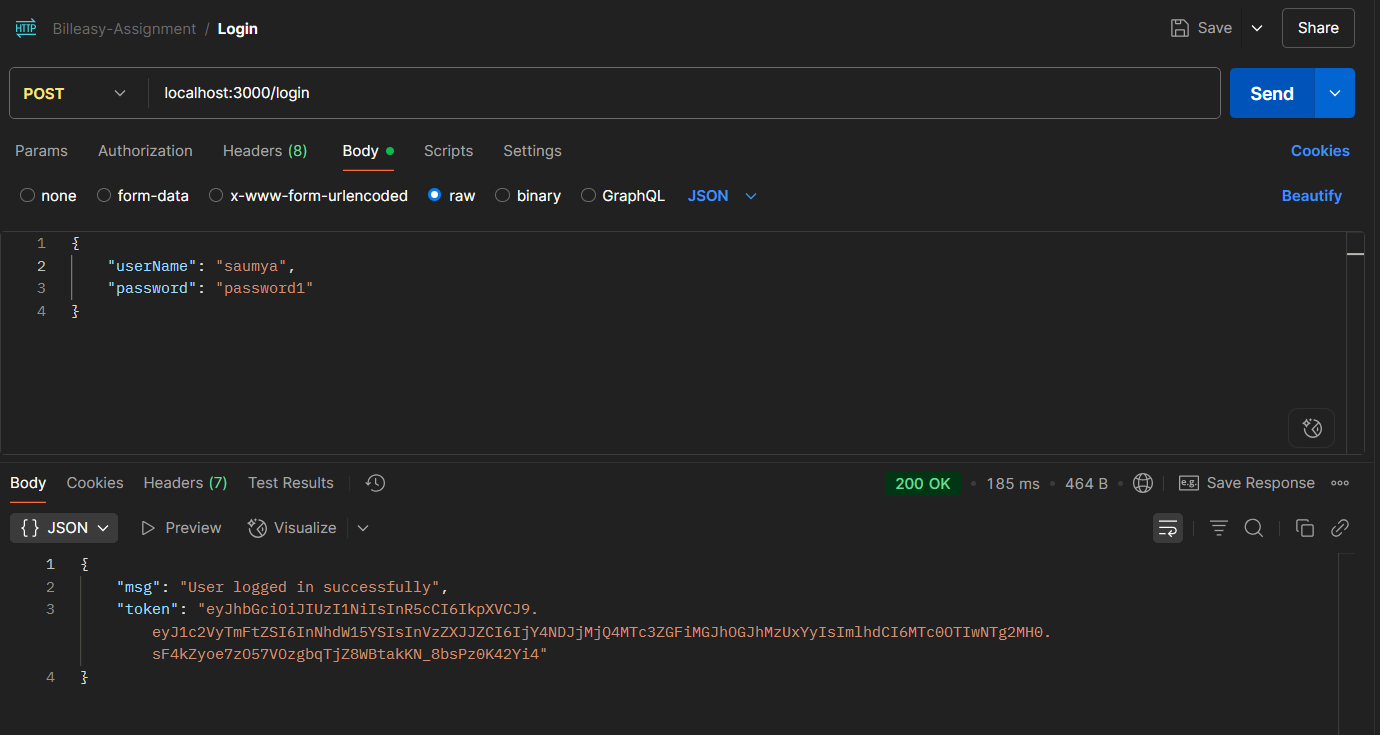 HTTP Billeasy-Assignment / Login Save Share
POST localhost:3000/login Send
Params Authorization Headers (8) Body Scripts Settings Cookies
none form-data x-www-form-urlencoded raw binary GraphQL JSON Beautify
1 {
2 "userName": "saumya",
3 "password": "password1"
4 }
Body Cookies Headers (7) Test Results 200 OK • 185 ms • 464 B • e.g. Save Response
{} JSON Preview Visualize
1 {
2 "msg": "User logged in successfully",
3 "token": "eyJhbGciOiJIUzI1NiIsInR5cCI6IkpXVCJ9.
eyJ1c2VyTmFtZSI6InNhdW15YSIsInVzZXJJZCI6IjY4NDJjMjQ4MTc3ZGFiMGJhOGJhMzUxYyIsImlhdCI6MTc0OTIwNTg2MH0.
sF4kZyoe7zO57VOzgbqTjZ8WBtakKN_8bsPz0K42Yi4"
4 }